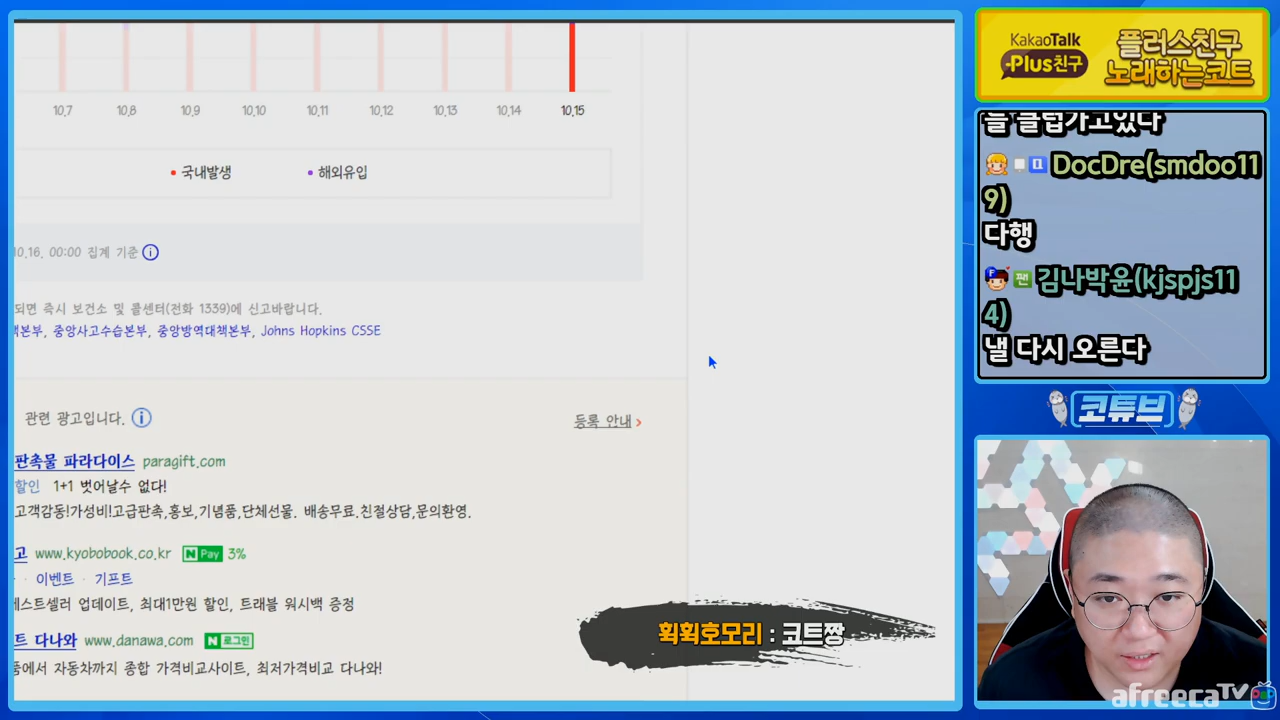 10.7 10.8 10.9 10.10 10.11 10.12 10.13 10.14 10.15
국내발생 해외유입
10.16. 00:00 집계 기준
되면 즉시 보건소 및 콜센터(전화 1339)에 신고바랍니다.
책본부, 중앙사고수습본부, 중앙방역대책본부, Johns Hopkins CSSE
관련 광고입니다.
등록 안내
판촉물 파라다이스 paragift.com
할인 1+1 벗어날수 없다!
고객감동!가성비!고급판촉,홍보,기념품,단체선물. 배송무료.친절상담,문의환영.
고 www.kyobobook.co.kr N Pay 3%
이벤트 · 기프트
베스트셀러 업데이트, 최대1만원 할인, 트래블 워시백 증정
트 다나와 www.danawa.com N 로그인
품에서 자동차까지 종합 가격비교사이트, 최저가격비교 다나와!
획획호모리 : 코트짱
KakaoTalk
Plus친구
플러스친구
노래하는코트
를 클럽가고있다
DocDre(smdoo11
9)
다행
F 팬 김나박윤(kjspjs11
4)
낼 다시 오른다
코튜브
afreecaTV